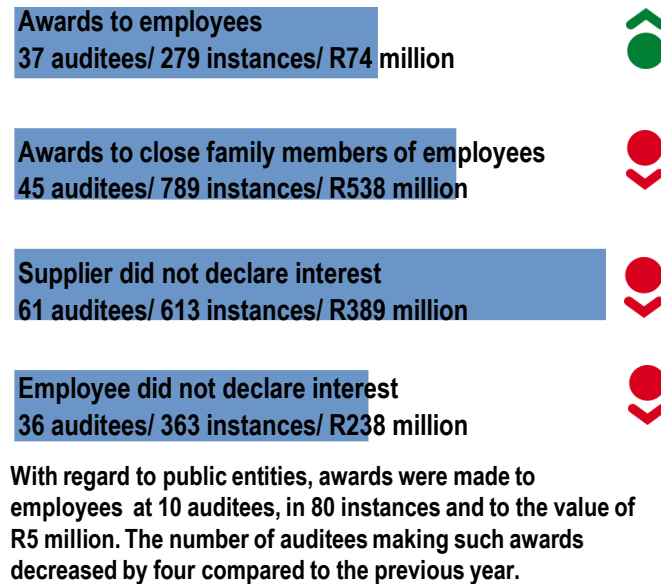 Awards to employees
37 auditees/ 279 instances/ R74 million
Awards to close family members of employees
45 auditees/ 789 instances/ R538 million
Supplier did not declare interest
61 auditees/ 613 instances/ R389 million
Employee did not declare interest
36 auditees/ 363 instances/ R238 million
With regard to public entities, awards were made to
employees at 10 auditees, in 80 instances and to the value of
R5 million. The number of auditees making such awards
decreased by four compared to the previous year.